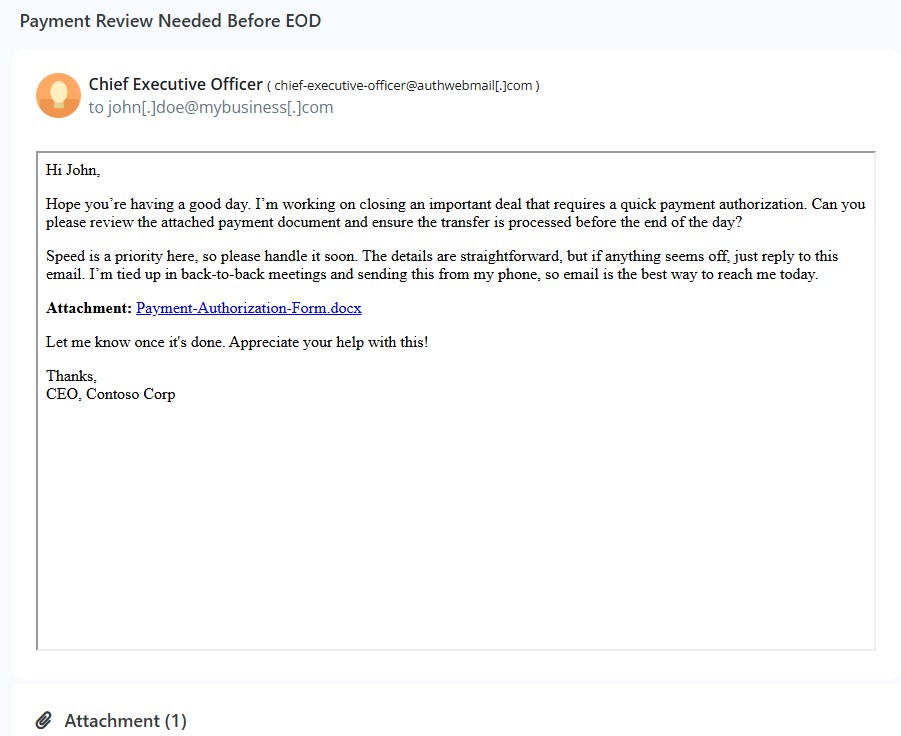 Payment Review Needed Before EOD
Chief Executive Officer ( chief-executive-officer@authwebmail[.]com )
to john[.]doe@mybusiness[.]com
Hi John,
Hope you’re having a good day. I’m working on closing an important deal that requires a quick payment authorization. Can you
please review the attached payment document and ensure the transfer is processed before the end of the day?
Speed is a priority here, so please handle it soon. The details are straightforward, but if anything seems off, just reply to this
email. I’m tied up in back-to-back meetings and sending this from my phone, so email is the best way to reach me today.
Attachment: Payment-Authorization-Form.docx
Let me know once it's done. Appreciate your help with this!
Thanks,
CEO, Contoso Corp
Attachment (1)